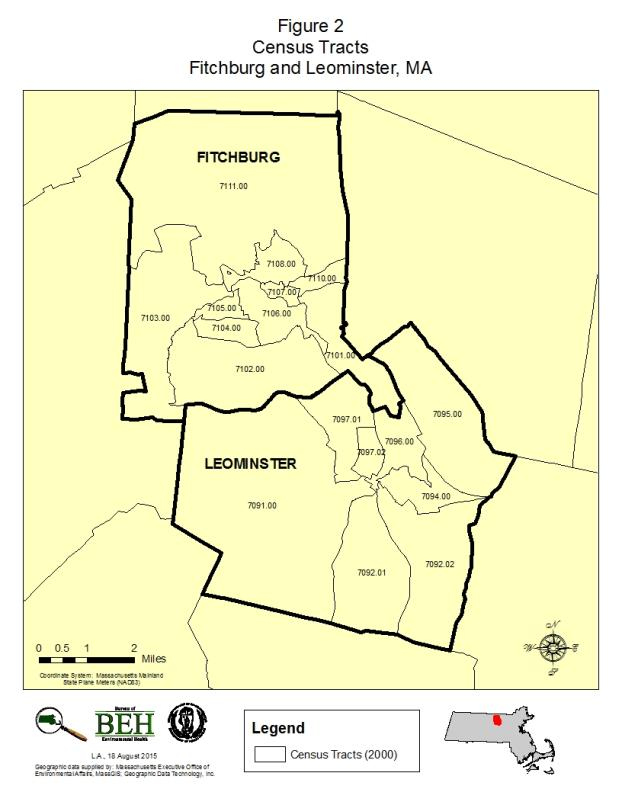 Figure 2
Census Tracts
Fitchburg and Leominster, MA
FITCHBURG
7111.00
7108.00
7110.00
7107.00
7105.00
7106.00
7103.00
7104.00
7101.00
7102.00
7095.00
7097.01
7096.00
7097.02
LEOMINSTER
7094.00
7091.00
7092.02
7092.01
N
W
E
S
0 0.5 1 2
Miles
Coordinate System: Massachusetts Mainland
State Plane Meters (NAD83)
Bureau of
BEH
Environmental Health
L.A., 18 August 2015
Geographic data supplied by: Massachusetts Executive Office of
Environmental Affairs, MassGIS; Geographic Data Technology, Inc.
Legend
Census Tracts (2000)